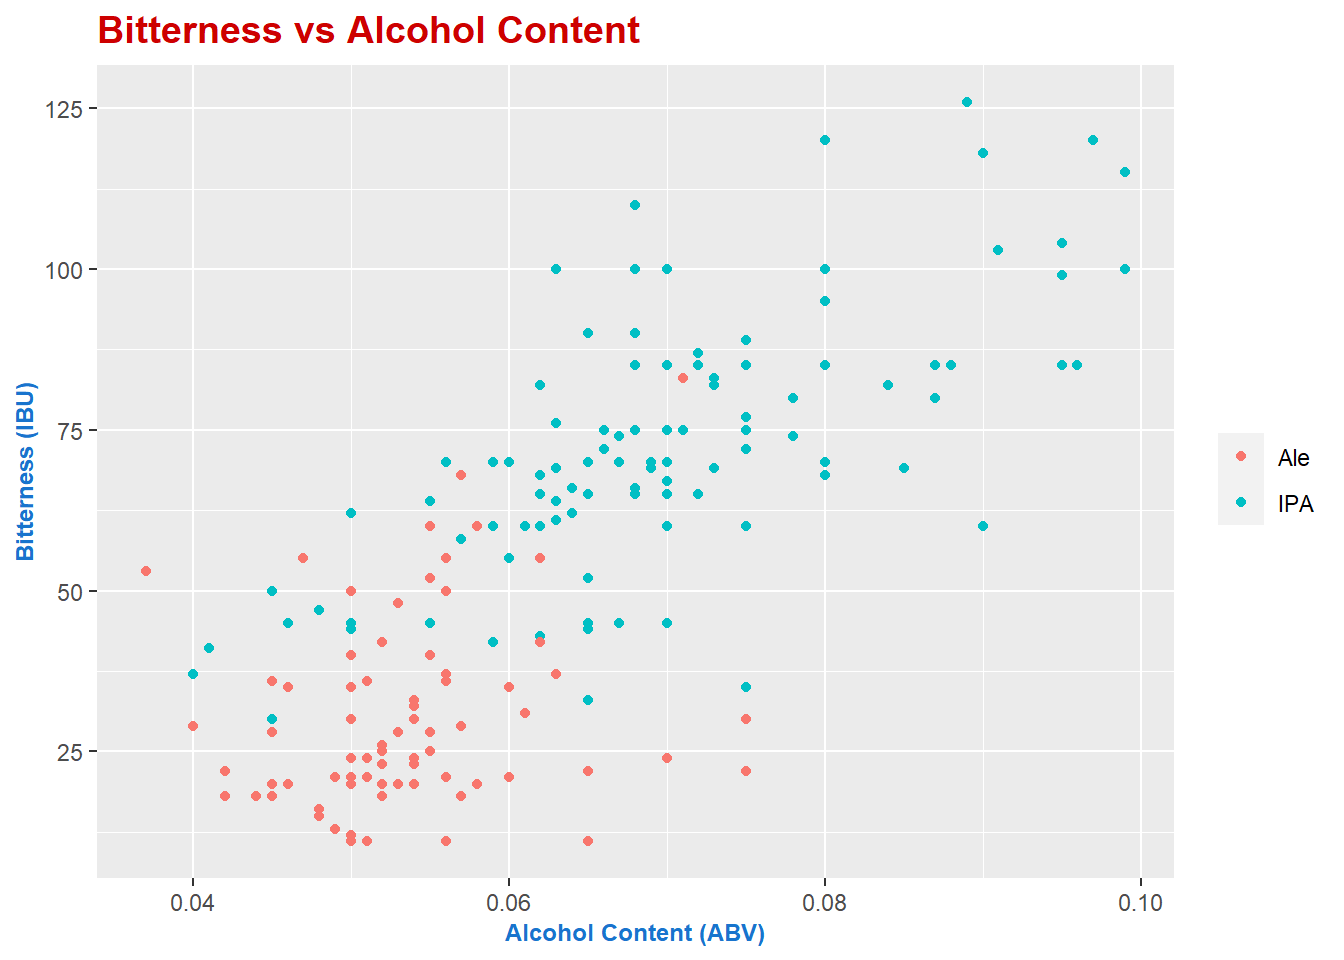 Bitterness vs Alcohol Content
125
100
75
50
25
Bitterness (IBU)
0.04
0.06
0.08
0.10
Alcohol Content (ABV)
Ale
IPA